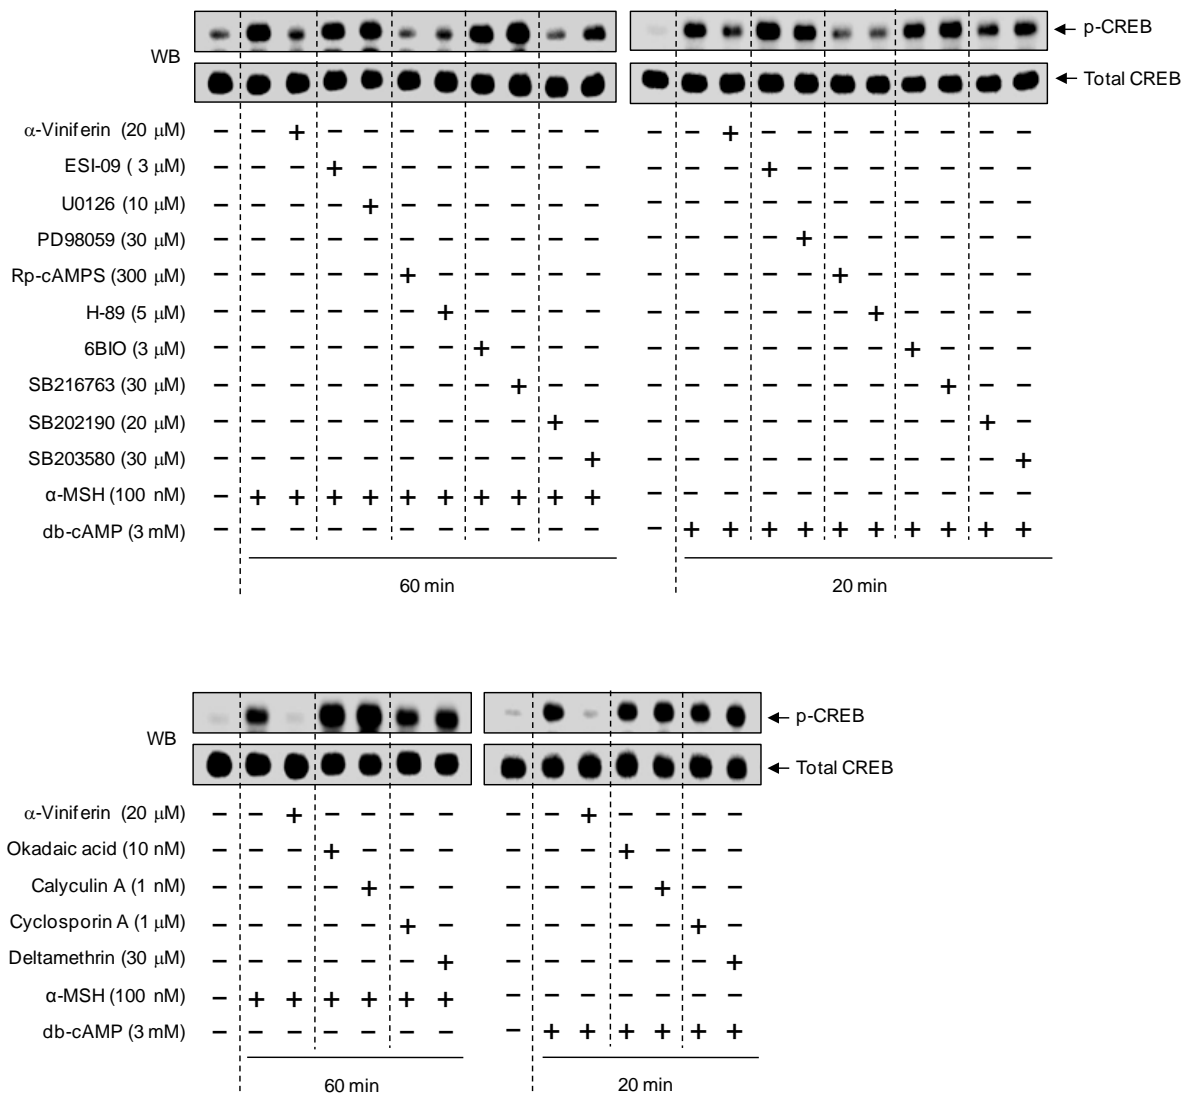 p-CREB
WB
Total CREB
α-Viniferin (20 μM) – – + – – – – – – – – – – + – – – – – – – –
ESI-09 ( 3 μM) – – – + – – – – – – – – – – + – – – – – – –
U0126 (10 μM) – – – – + – – – – – – – – – – – – – – – – –
PD98059 (30 μM) – – – – – – – – – – – – – – – + – – – – – –
Rp-cAMPS (300 μM) – – – – – + – – – – – – – – – – + – – – – –
H-89 (5 μM) – – – – – – + – – – – – – – – – – + – – – –
6BIO (3 μM) – – – – – – – + – – – – – – – – – – + – – –
SB216763 (30 μM) – – – – – – – – + – – – – – – – – – – + – –
SB202190 (20 μM) – – – – – – – – – + – – – – – – – – – – + –
SB203580 (30 μM) – – – – – – – – – – + – – – – – – – – – – +
α-MSH (100 nM) – + + + + + + + + + + – – – – – – – – – – –
db-cAMP (3 mM) – – – – – – – – – – – – + + + + + + + + + +
60 min 20 min
p-CREB
WB
Total CREB
α-Viniferin (20 μM) – – + – – – – – – + – – – –
Okadaic acid (10 nM) – – – + – – – – – – + – – –
Calyculin A (1 nM) – – – – + – – – – – – + – –
Cyclosporin A (1 μM) – – – – – + – – – – – – + –
Deltamethrin (30 μM) – – – – – – + – – – – – – +
α-MSH (100 nM) – + + + + + + – – – – – – –
db-cAMP (3 mM) – – – – – – – – + + + + + +
60 min 20 min